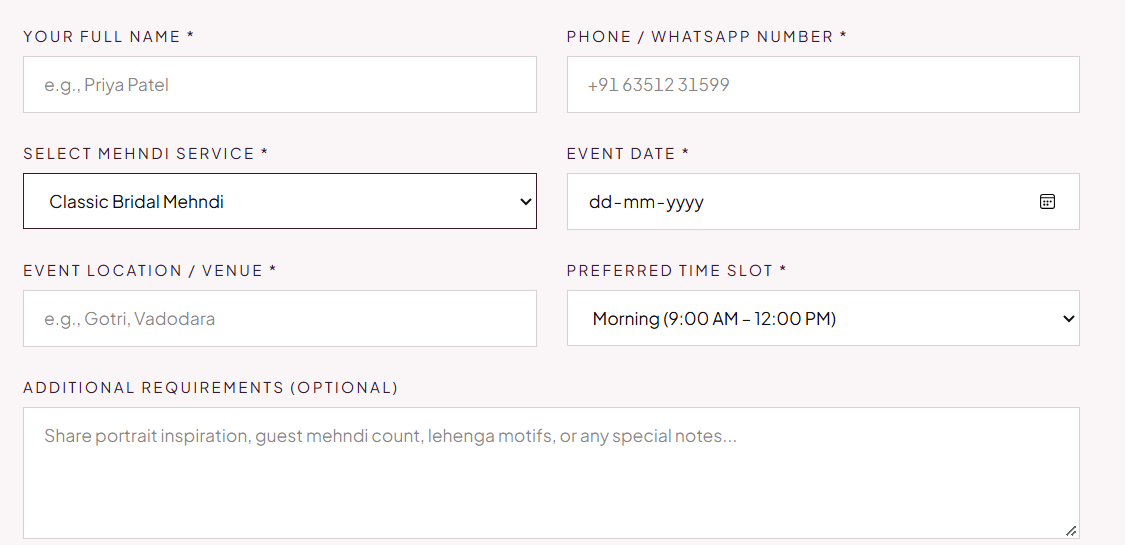 YOUR FULL NAME *
PHONE / WHATSAPP NUMBER *
e.g., Priya Patel
+91 63512 31599
SELECT MEHNDI SERVICE *
EVENT DATE *
Classic Bridal Mehndi
dd-mm-yyyy
EVENT LOCATION / VENUE *
PREFERRED TIME SLOT *
e.g., Gotri, Vadodara
Morning (9:00 AM – 12:00 PM)
ADDITIONAL REQUIREMENTS (OPTIONAL)
Share portrait inspiration, guest mehndi count, lehenga motifs, or any special notes...